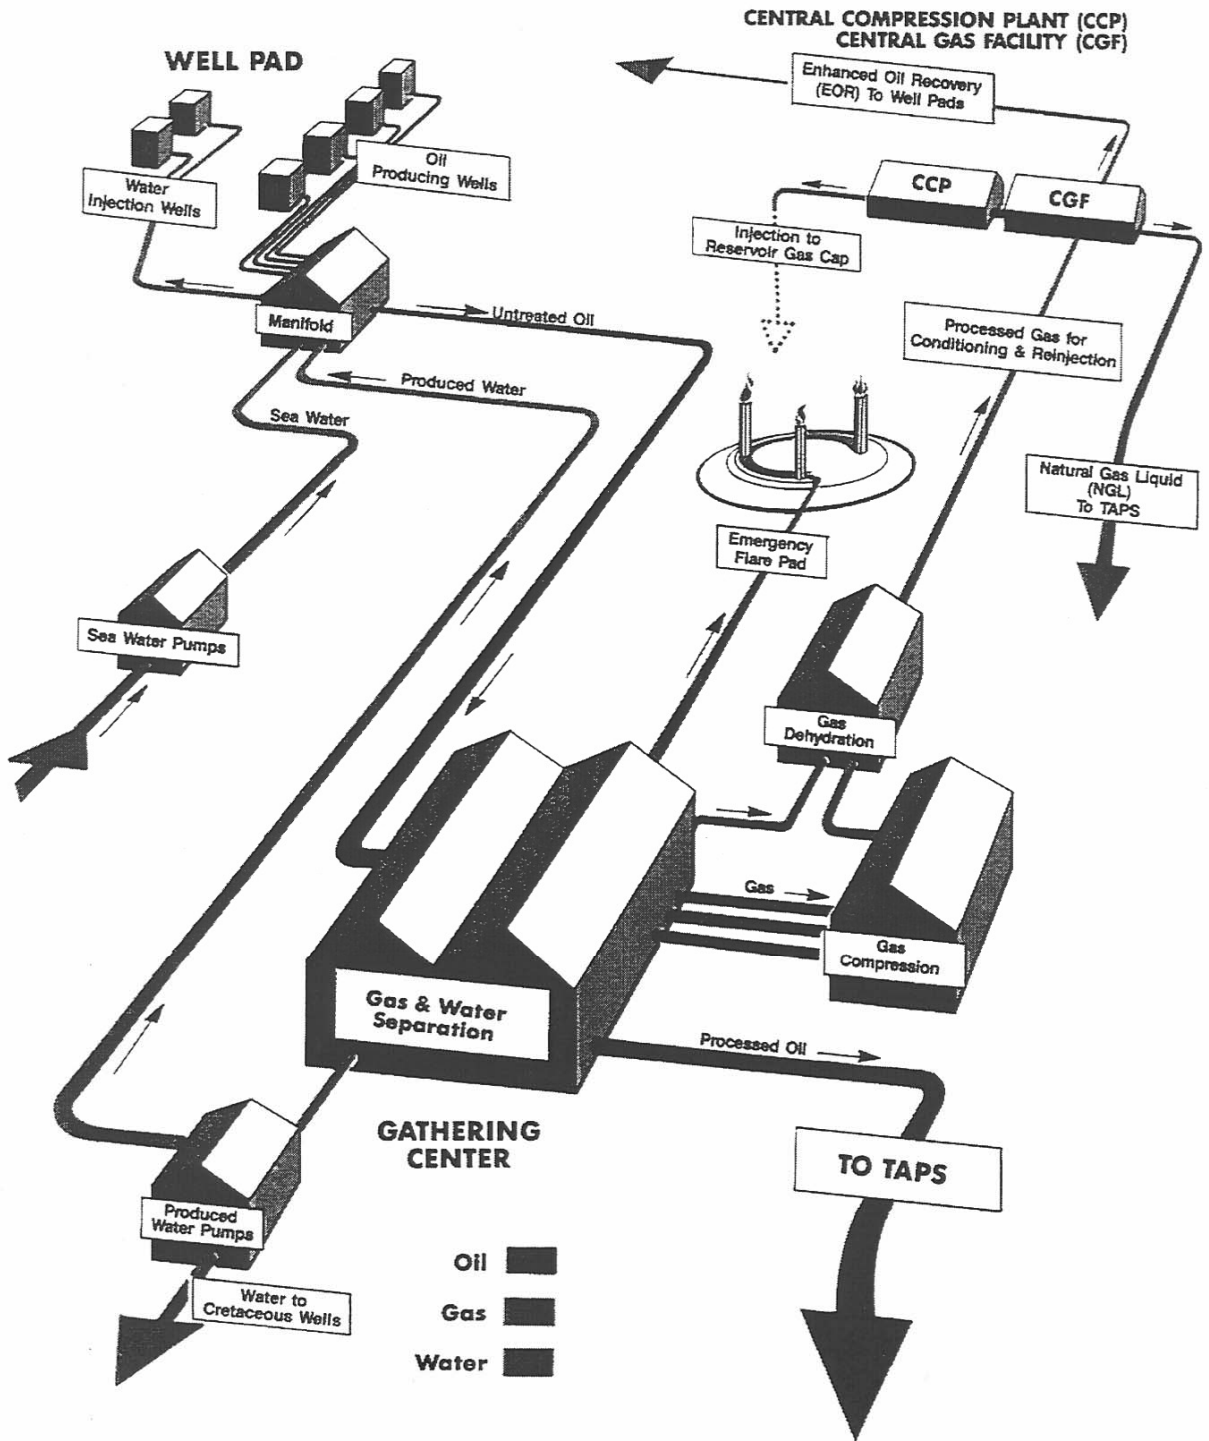 CENTRAL COMPRESSION PLANT (CCP)
CENTRAL GAS FACILITY (CGF)
WELL PAD
Enhanced Oil Recovery
(EOR) To Well Pads
Oil
Producing Wells
Water
Injection Wells
CCP
CGF
Injection to
Reservoir Gas Cap
Manifold
Untreated Oil
Processed Gas for
Conditioning & Reinjection
Produced Water
Sea Water
Natural Gas Liquid
(NGL)
To TAPS
Emergency
Flare Pad
Sea Water Pumps
Gas
Dehydration
Gas
Gas
Compression
Gas & Water
Separation
Processed Oil
GATHERING
CENTER
TO TAPS
Produced
Water Pumps
Water to
Cretaceous Wells
Oil
Gas
Water